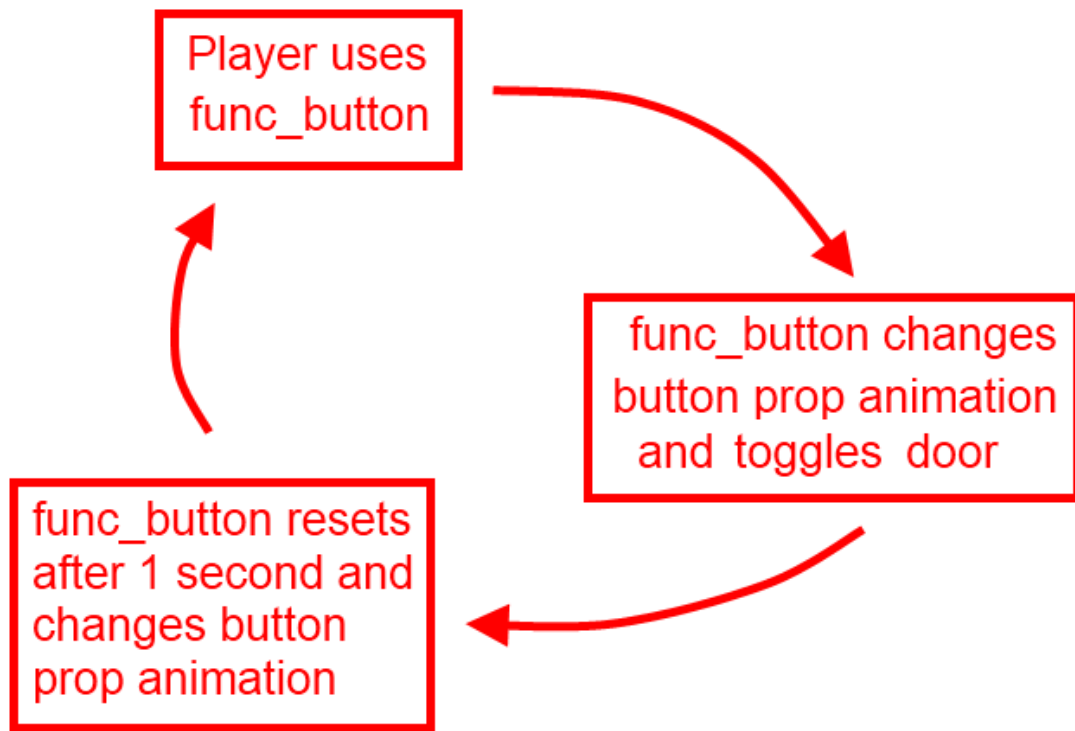 Player uses
func_button
func_button changes
button prop animation
and toggles door
func_button resets
after 1 second and
changes button
prop animation